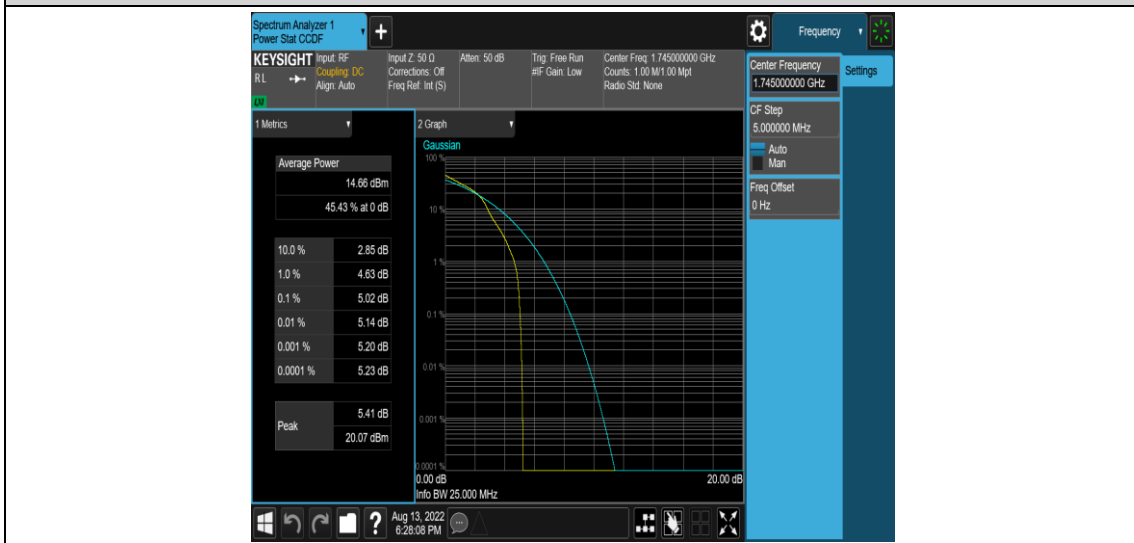 Spectrum Analyzer 1
Power Stat CCDF
Frequency
KEYSIGHT
RL
LXI
Input: RF
Coupling: DC
Align: Auto
Input Z: 50 Ω
Corrections: Off
Freq Ref: Int (S)
Atten: 50 dB
Trig: Free Run
#IF Gain: Low
Center Freq: 1.745000000 GHz
Counts: 1.00 M/1.00 Mpt
Radio Std: None
Center Frequency
1.745000000 GHz
Settings
CF Step
5.000000 MHz
Auto
Man
Freq Offset
0 Hz
1 Metrics
Average Power
14.66 dBm
45.43 % at 0 dB
10.0 % 2.85 dB
1.0 % 4.63 dB
0.1 % 5.02 dB
0.01 % 5.14 dB
0.001 % 5.20 dB
0.0001 % 5.23 dB
Peak
5.41 dB
20.07 dBm
2 Graph
Gaussian
100 %
10 %
1 %
0.1 %
0.01 %
0.001 %
0.0001 %
0.00 dB 20.00 dB
Info BW 25.000 MHz
?
Aug 13, 2022
6:28:08 PM